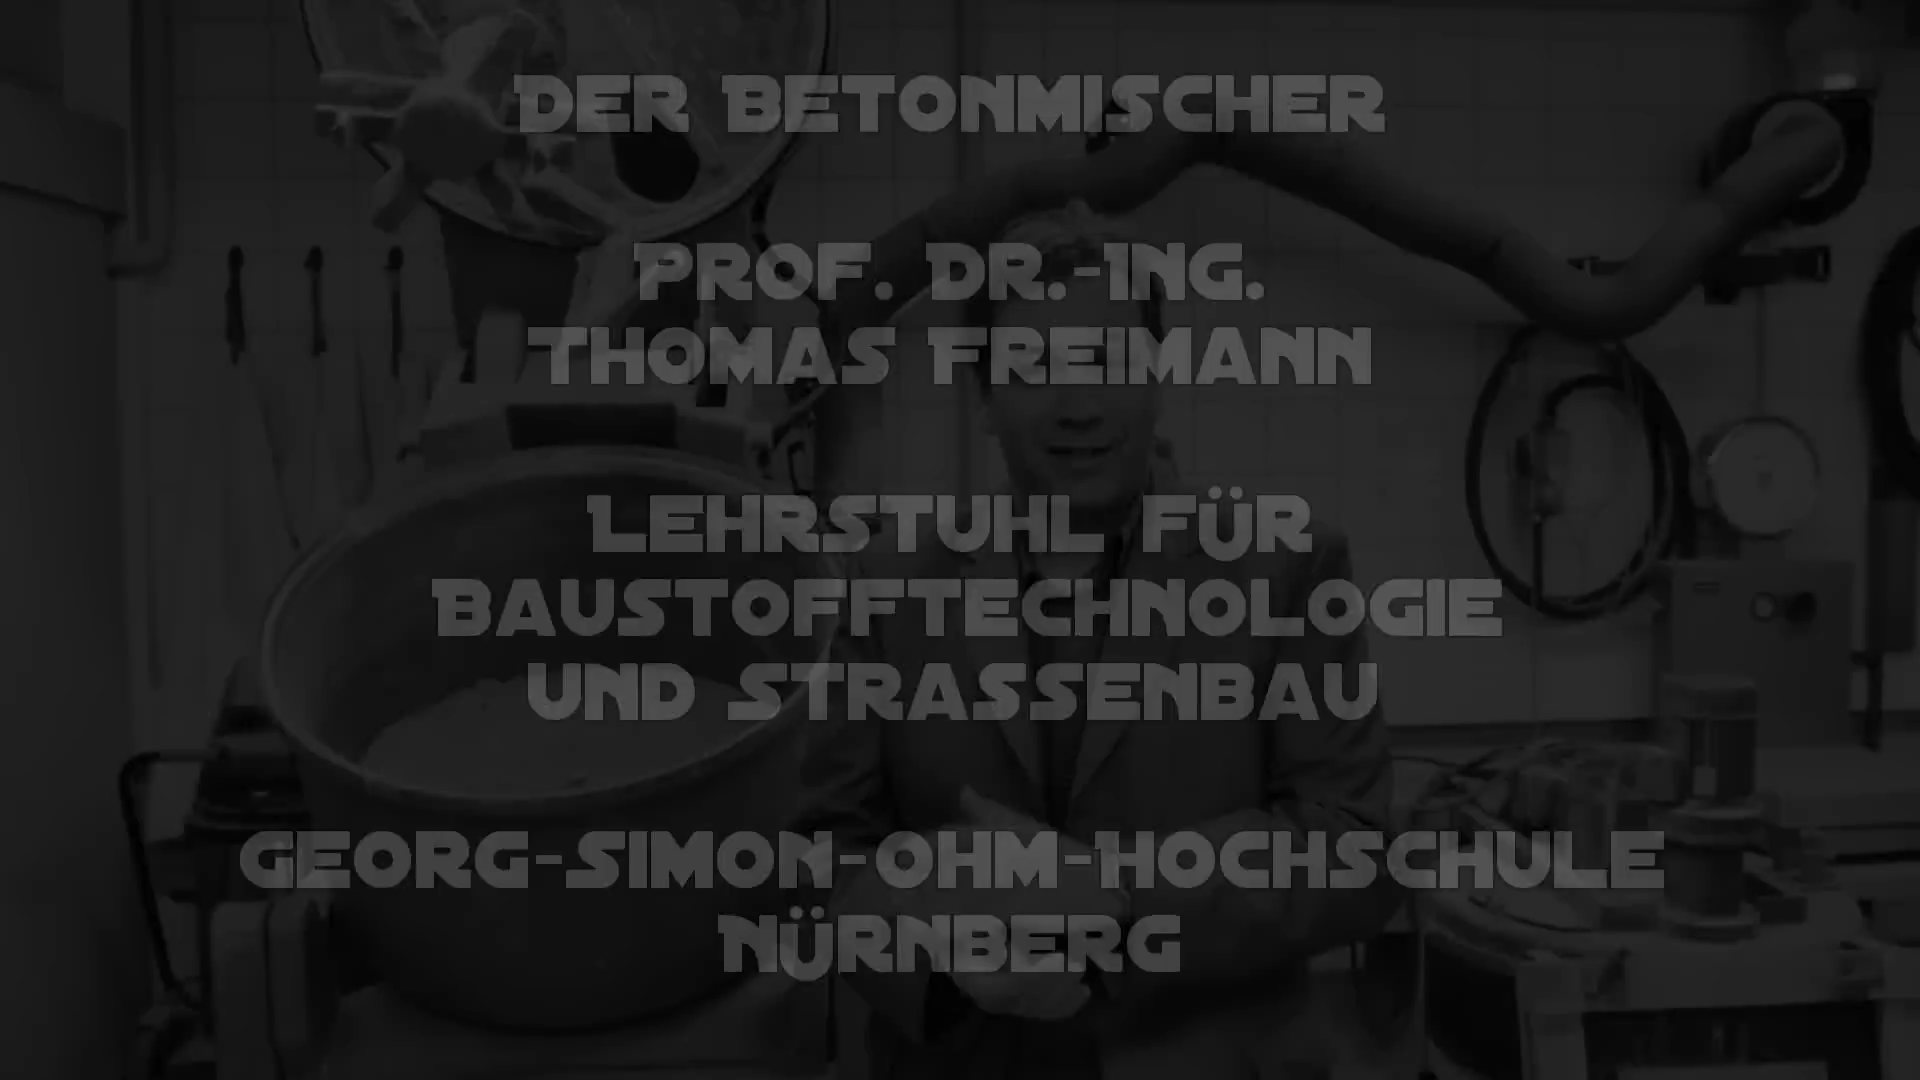 DER BETONMISCHER
PROF. DR.-ING.
THOMAS FREIMANN
LEHRSTUHL FÜR
BAUSTOFFTECHNOLOGIE
UND STRASSENBAU
GEORG-SIMON-OHM-HOCHSCHULE
NÜRNBERG